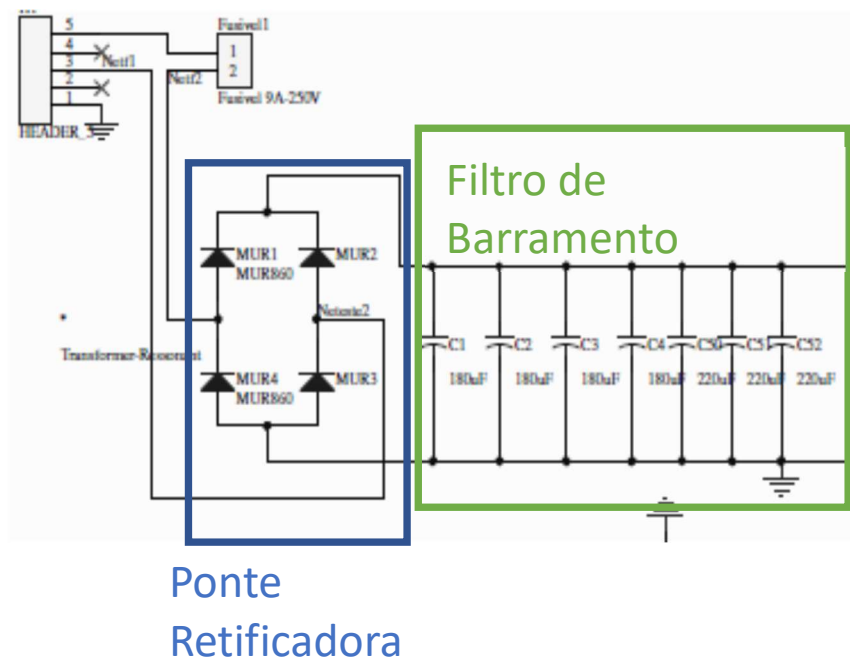 5
4
3
2
1
Netf1
HEADER_5
Fusivel1
1
2
Netf2
Fusivel 9A-250V
Filtro de
Barramento
MUR1
MUR860
MUR2
Neteste2
Transformer-Ressonant
MUR4
MUR860
MUR3
C1
C2
C3
C4
C50
C51
C52
180uF
180uF
180uF
180uF
220uF
220uF
220uF
Ponte
Retificadora